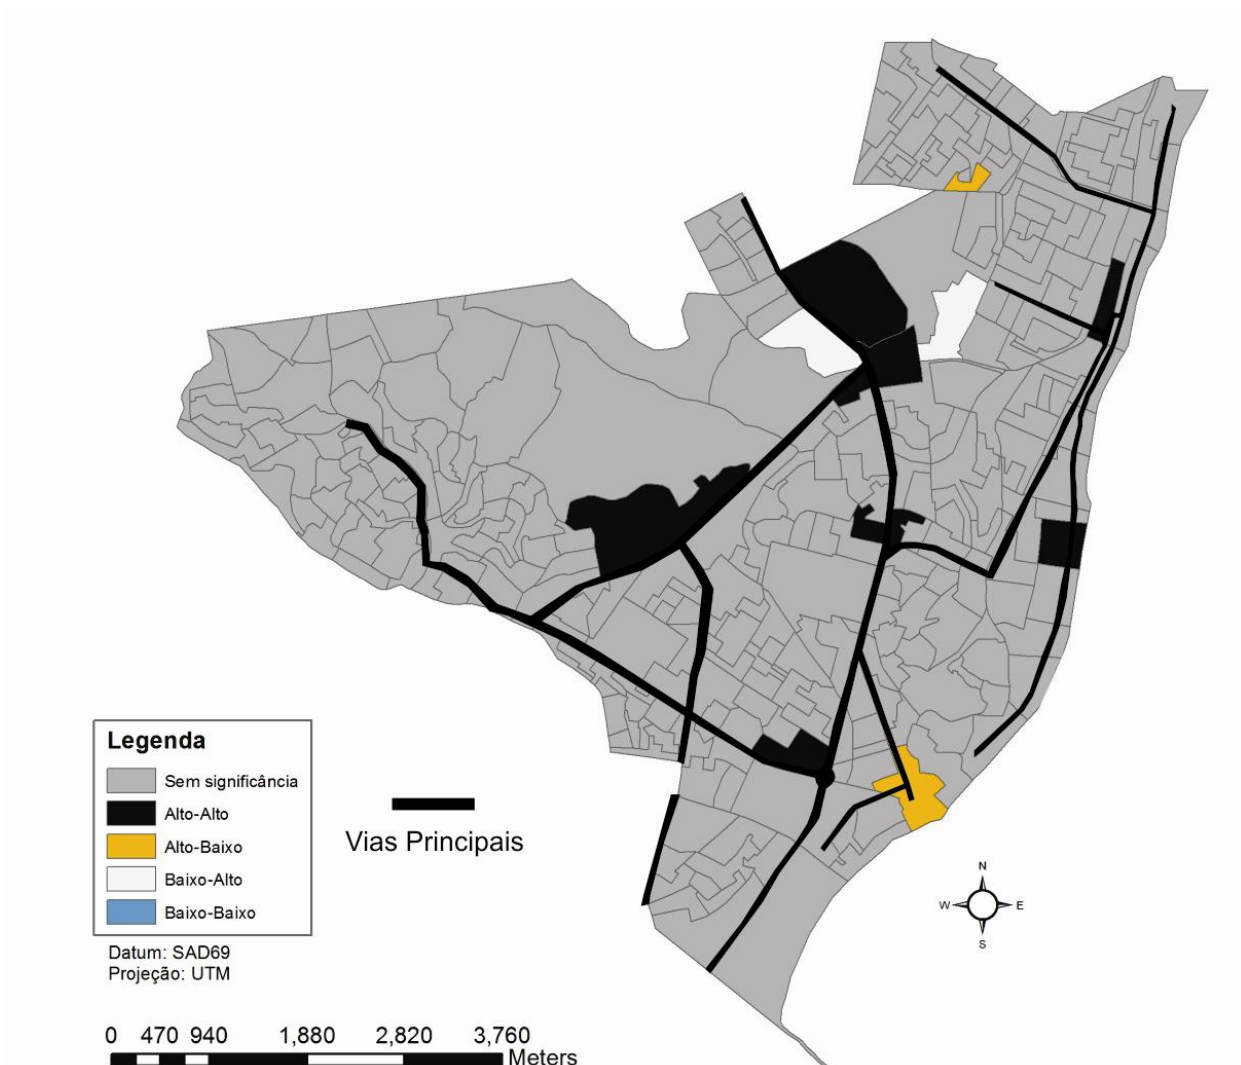 Legenda
Sem significância
Alto-Alto
Alto-Baixo
Baixo-Alto
Baixo-Baixo
Datum: SAD69
Projeção: UTM
Vias Principais
N
W E
S
0 470 940 1,880 2,820 3,760
Meters